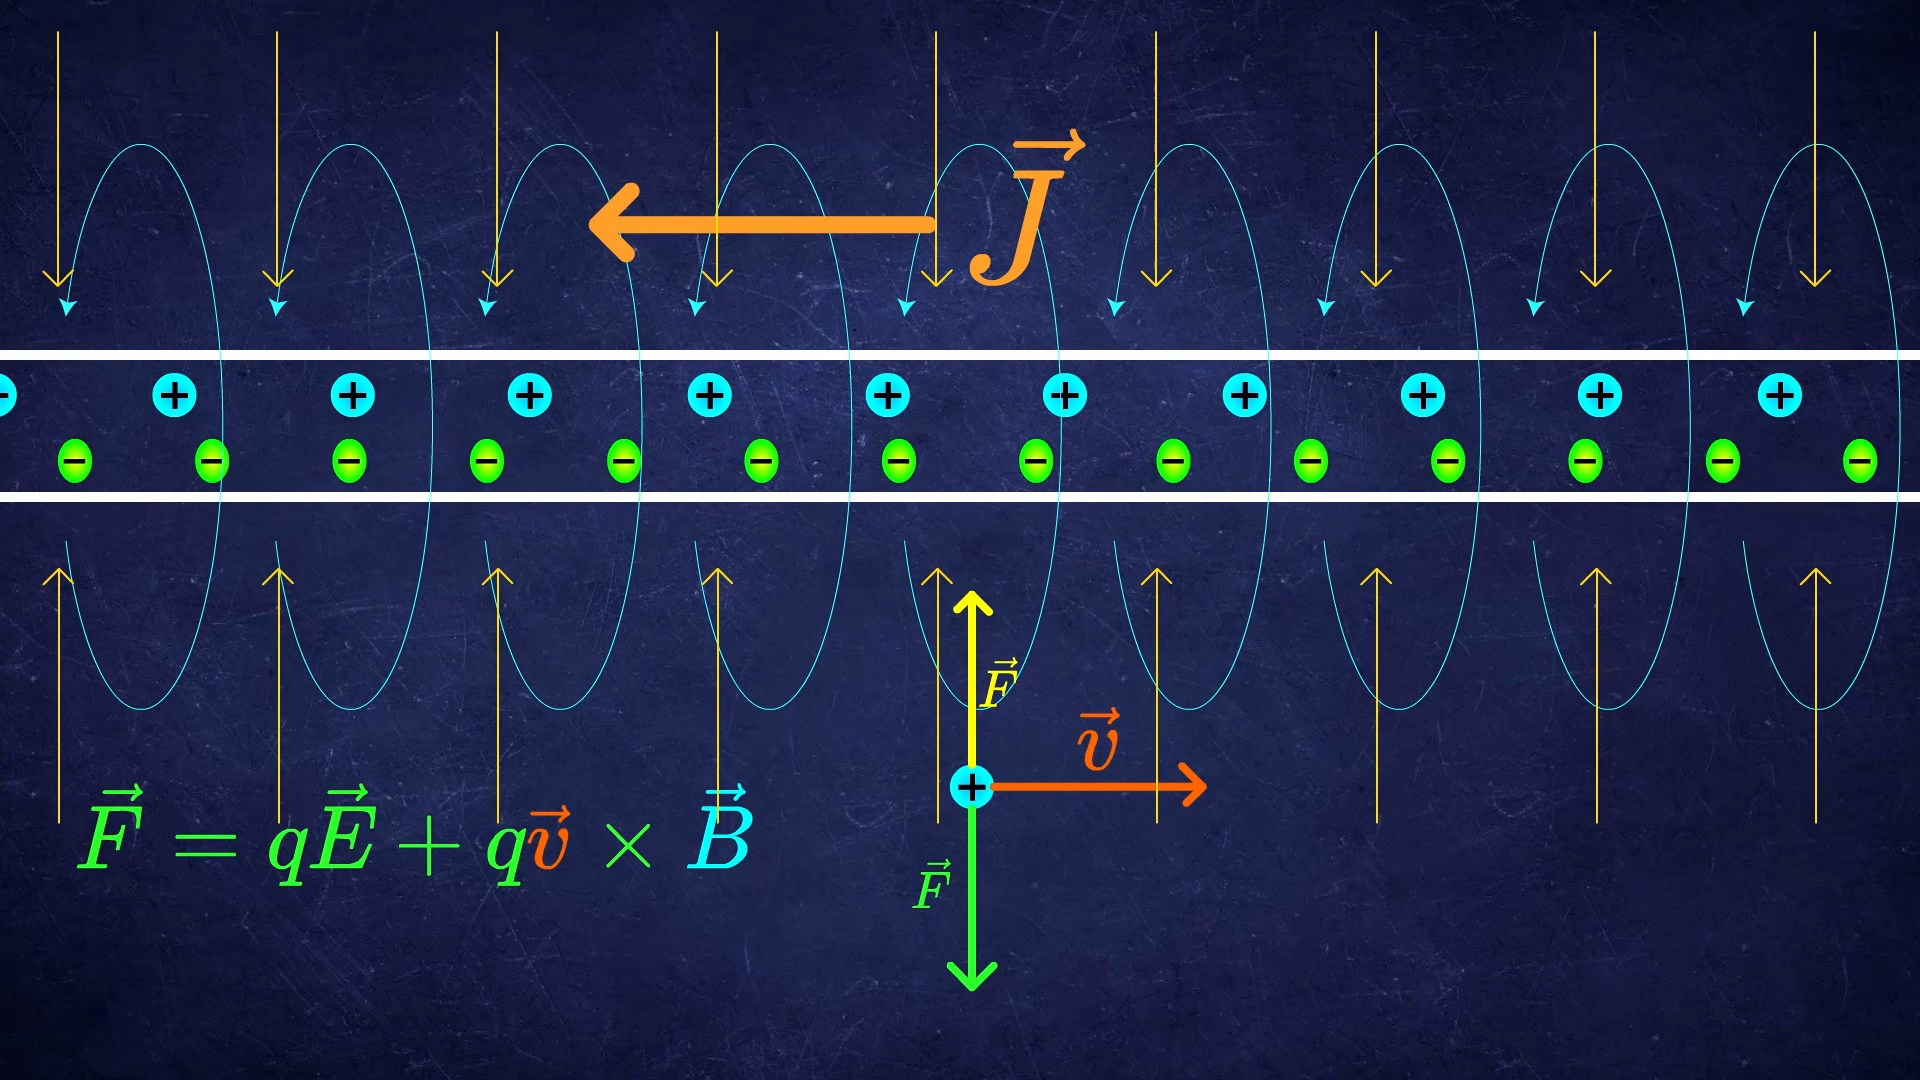 J⃗
+ + + + + + + + + + +
− − − − − − − − − − − − − −
F⃗
v⃗
+
F⃗ = qE⃗ + qv⃗ × B⃗
F⃗